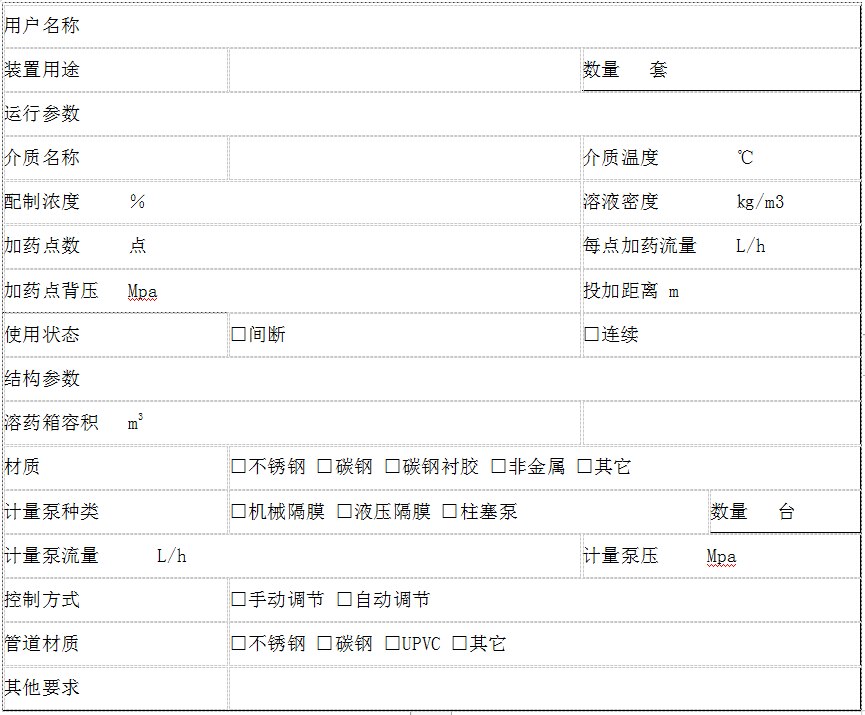 用户名称
装置用途 数量 套
运行参数
介质名称 介质温度 ℃
配制浓度 % 溶液密度 kg/m3
加药点数 点 每点加药流量 L/h
加药点背压 Mpa 投加距离 m
使用状态 □间断 □连续
结构参数
溶药箱容积 m³
材质 □不锈钢 □碳钢 □碳钢衬胶 □非金属 □其它
计量泵种类 □机械隔膜 □液压隔膜 □柱塞泵 数量 台
计量泵流量 L/h 计量泵压 Mpa
控制方式 □手动调节 □自动调节
管道材质 □不锈钢 □碳钢 □UPVC □其它
其他要求